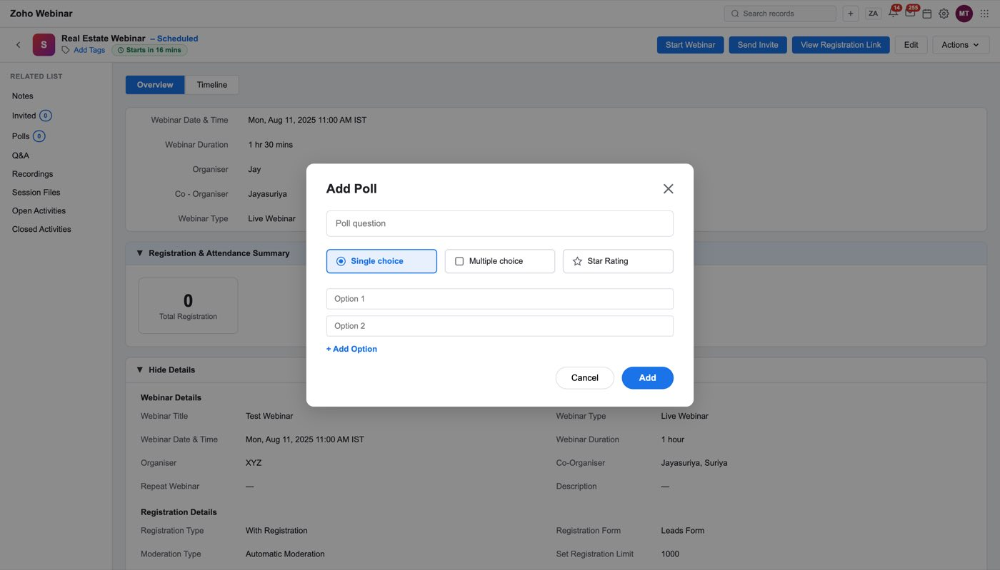 Zoho Webinar
Search records
+
ZA
14
255
MT
S
Real Estate Webinar – Scheduled
Add Tags
Starts in 16 mins
Start Webinar
Send Invite
View Registration Link
Edit
Actions
RELATED LIST
Notes
Invited 0
Polls 0
Q&A
Recordings
Session Files
Open Activities
Closed Activities
Overview
Timeline
Webinar Date & Time Mon, Aug 11, 2025 11:00 AM IST
Webinar Duration 1 hr 30 mins
Organiser Jay
Co - Organiser Jayasuriya
Webinar Type Live Webinar
Registration & Attendance Summary
0
Total Registration
Add Poll
Poll question
Single choice
Multiple choice
Star Rating
Option 1
Option 2
+ Add Option
Cancel
Add
Hide Details
Webinar Details
Webinar Title Test Webinar Webinar Type Live Webinar
Webinar Date & Time Mon, Aug 11, 2025 11:00 AM IST Webinar Duration 1 hour
Organiser XYZ Co-Organiser Jayasuriya, Suriya
Repeat Webinar — Description —
Registration Details
Registration Type With Registration Registration Form Leads Form
Moderation Type Automatic Moderation Set Registration Limit 1000